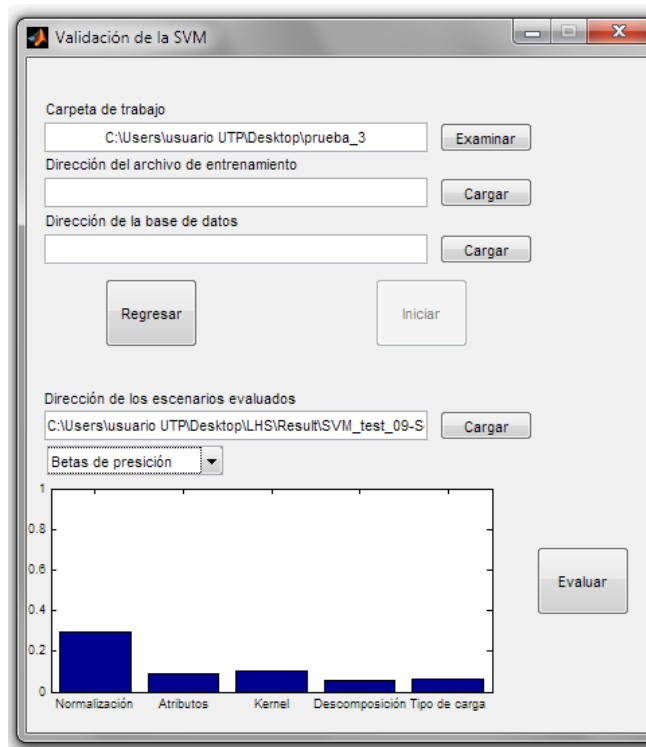 Validación de la SVM
Carpeta de trabajo
C:\Users\usuario UTP\Desktop\prueba_3
Examinar
Dirección del archivo de entrenamiento
Cargar
Dirección de la base de datos
Cargar
Regresar
Iniciar
Dirección de los escenarios evaluados
C:\Users\usuario UTP\Desktop\LHS\Result\SVM_test_09-S
Cargar
Betas de presición
1
0.8
0.6
0.4
0.2
0
Normalización Atributos Kernel Descomposición Tipo de carga
Evaluar